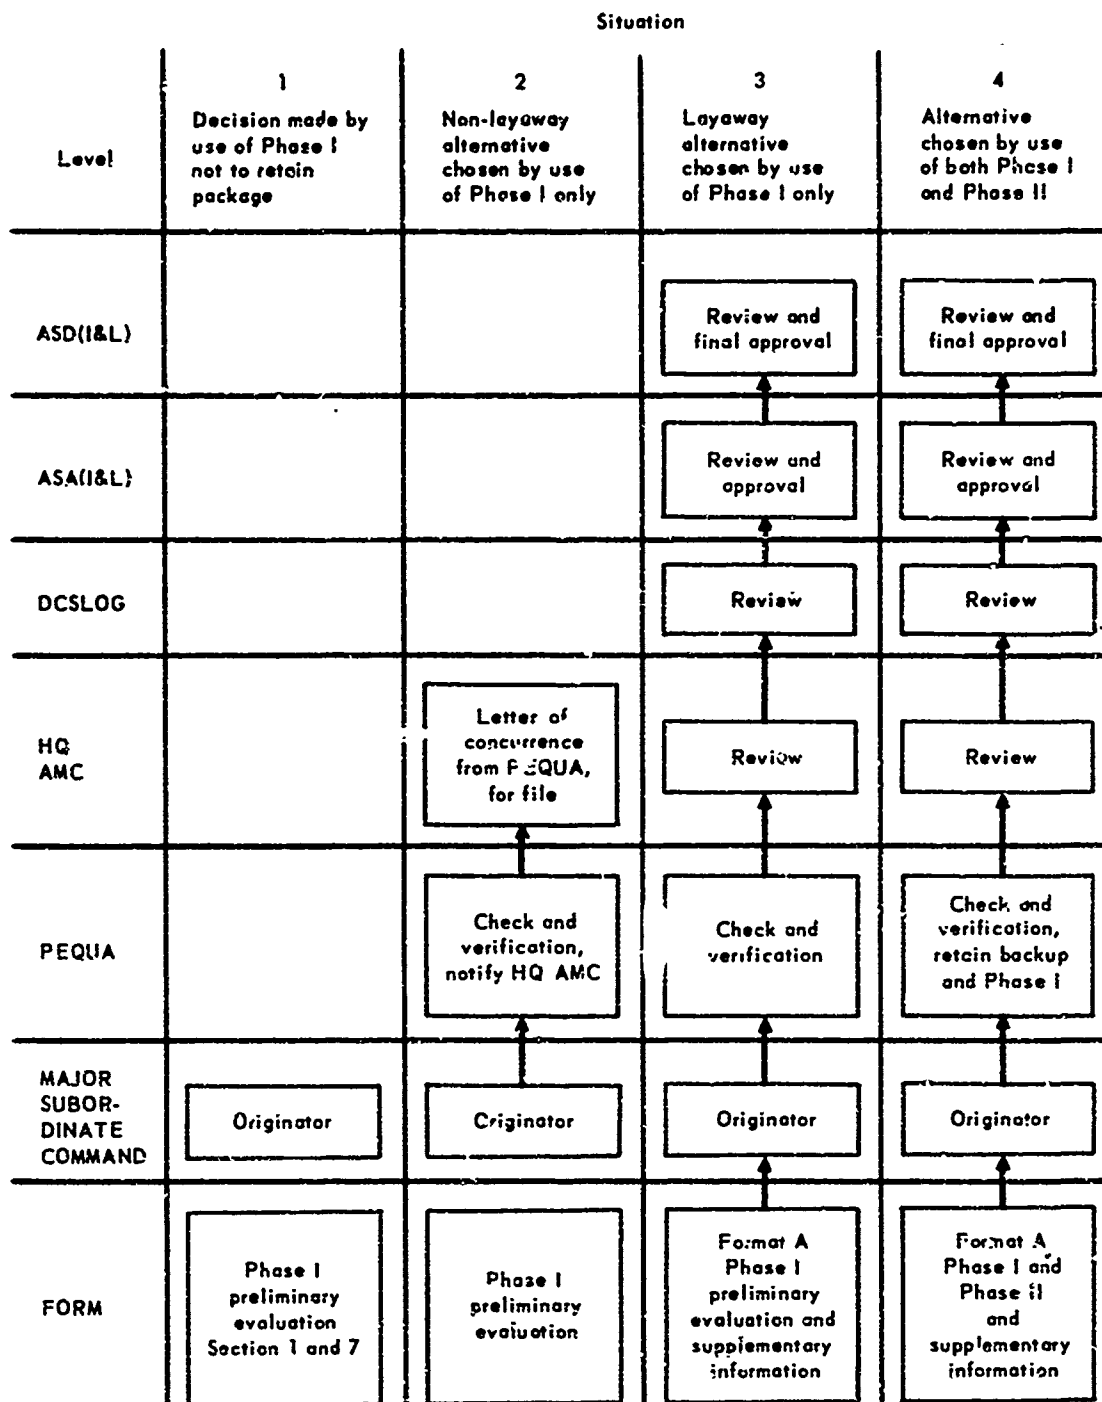 Situation
Level
1
Decision made by
use of Phase I
not to retain
package
2
Non-layaway
alternative
chosen by use
of Phase I only
3
Layaway
alternative
chosen by use
of Phase I only
4
Alternative
chosen by use
of both Phase I
and Phase II
ASD(I&L)
Review and
final approval
Review and
final approval
ASA(I&L)
Review and
approval
Review and
approval
DCSLOG
Review
Review
HQ
AMC
Letter of
concurrence
from PEQUA,
for file
Review
Review
PEQUA
Check and
verification,
notify HQ AMC
Check and
verification
Check and
verification,
retain backup
and Phase I
MAJOR
SUBOR-
DINATE
COMMAND
Originator
Originator
Originator
Originator
FORM
Phase I
preliminary
evaluation
Section 1 and 7
Phase I
preliminary
evaluation
Format A
Phase I
preliminary
evaluation and
supplementary
information
Format A
Phase I and
Phase II
and
supplementary
information